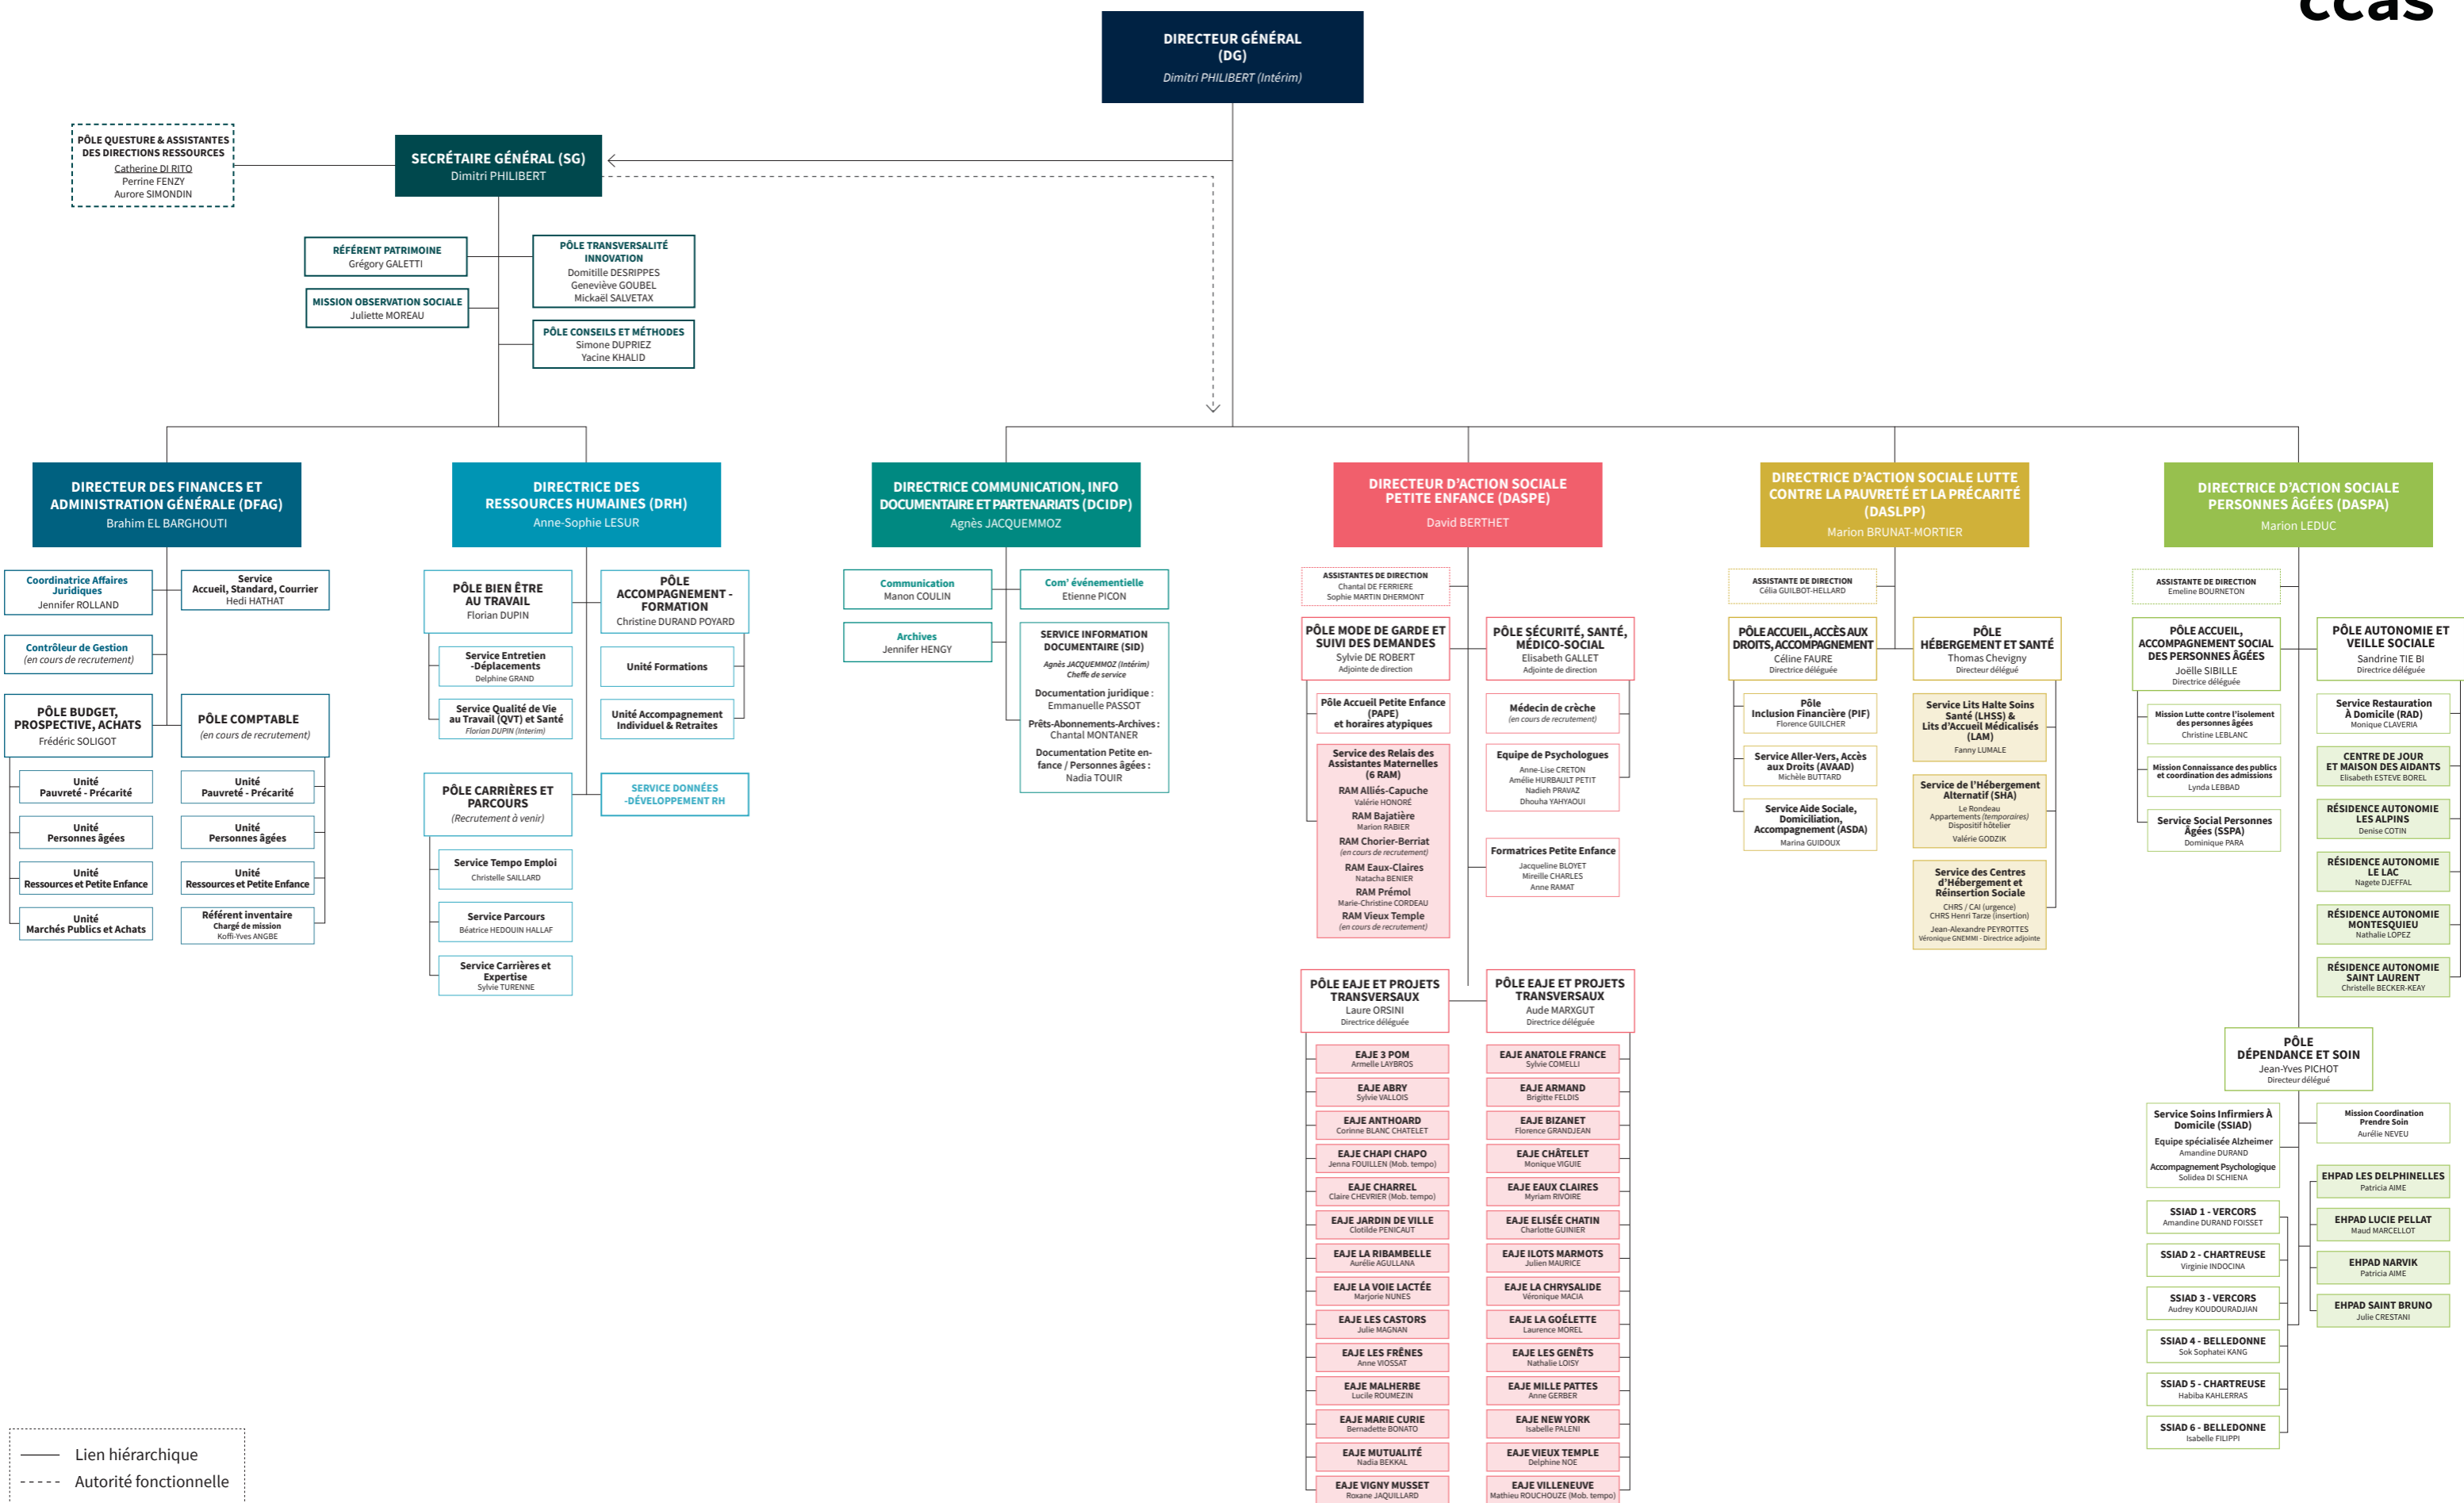 ccas
DIRECTEUR GÉNÉRAL
(DG)
Dimitri PHILIBERT (Intérim)
PÔLE QUESTURE & ASSISTANTES
DES DIRECTIONS RESSOURCES
Catherine DI RITO
Perrine FENZY
Aurore SIMONDIN
SECRÉTAIRE GÉNÉRAL (SG)
Dimitri PHILIBERT
RÉFÉRENT PATRIMOINE
Grégory GALETTI
PÔLE TRANSVERSALITÉ
INNOVATION
Domitille DESRIPPES
Geneviève GOUBEL
Mickaël SALVETAX
MISSION OBSERVATION SOCIALE
Juliette MOREAU
PÔLE CONSEILS ET MÉTHODES
Simone DUPRIEZ
Yacine KHALID
DIRECTEUR DES FINANCES ET
ADMINISTRATION GÉNÉRALE (DFAG)
Brahim EL BARGHOUTI
Coordinatrice Affaires
Juridiques
Jennifer ROLLAND
Service
Accueil, Standard, Courrier
Hedi HATHAT
Contrôleur de Gestion
(en cours de recrutement)
PÔLE BUDGET,
PROSPECTIVE, ACHATS
Frédéric SOLIGOT
Unité
Pauvreté - Précarité
Unité
Personnes âgées
Unité
Ressources et Petite Enfance
Unité
Marchés Publics et Achats
PÔLE COMPTABLE
(en cours de recrutement)
Unité
Pauvreté - Précarité
Unité
Personnes âgées
Unité
Ressources et Petite Enfance
Référent inventaire
Chargé de mission
Koffi-Yves ANGBE
DIRECTRICE DES
RESSOURCES HUMAINES (DRH)
Anne-Sophie LESUR
PÔLE BIEN ÊTRE
AU TRAVAIL
Florian DUPIN
Service Entretien
-Déplacements
Delphine GRAND
Service Qualité de Vie
au Travail (QVT) et Santé
Florian DUPIN (Interim)
PÔLE
ACCOMPAGNEMENT -
FORMATION
Christine DURAND POYARD
Unité Formations
Unité Accompagnement
Individuel & Retraites
PÔLE CARRIÈRES ET
PARCOURS
(Recrutement à venir)
SERVICE DONNÉES
-DÉVELOPPEMENT RH
Service Tempo Emploi
Christelle SAILLARD
Service Parcours
Béatrice HEDOUIN HALLAF
Service Carrières et
Expertise
Sylvie TURENNE
DIRECTRICE COMMUNICATION, INFO
DOCUMENTAIRE ET PARTENARIATS (DCIDP)
Agnès JACQUEMMOZ
Communication
Manon COULIN
Com' événementielle
Etienne PICON
Archives
Jennifer HENGY
SERVICE INFORMATION
DOCUMENTAIRE (SID)
Agnès JACQUEMMOZ (Intérim)
Cheffe de service
Documentation juridique :
Emmanuelle PASSOT
Prêts-Abonnements-Archives :
Chantal MONTANER
Documentation Petite en-
fance / Personnes âgées :
Nadia TOUIR
DIRECTEUR D'ACTION SOCIALE
PETITE ENFANCE (DASPE)
David BERTHET
ASSISTANTES DE DIRECTION
Chantal DE FERRIERE
Sophie MARTIN DHERMONT
PÔLE MODE DE GARDE ET
SUIVI DES DEMANDES
Sylvie DE ROBERT
Adjointe de direction
Pôle Accueil Petite Enfance
(PAPE)
et horaires atypiques
Service des Relais des
Assistantes Maternelles
(6 RAM)
RAM Alliés-Capuche
Valérie HONORÉ
RAM Bajatière
Marion RABIER
RAM Chorier-Berriat
(en cours de recrutement)
RAM Eaux-Claires
Natacha BENIER
RAM Prémol
Marie-Christine CORDEAU
RAM Vieux Temple
(en cours de recrutement)
PÔLE SÉCURITÉ, SANTÉ,
MÉDICO-SOCIAL
Elisabeth GALLET
Adjointe de direction
Médecin de crèche
(en cours de recrutement)
Equipe de Psychologues
Anne-Lise CRETON
Amélie HURBAULT PETIT
Nadieh PRAVAZ
Dhouha YAHYAOUI
Formatrices Petite Enfance
Jacqueline BLOYET
Mireille CHARLES
Anne RAMAT
PÔLE EAJE ET PROJETS
TRANSVERSAUX
Laure ORSINI
Directrice déléguée
EAJE 3 POM
Armelle LAYBROS
EAJE ABRY
Sylvie VALLOIS
EAJE ANTHOARD
Corinne BLANC CHATELET
EAJE CHAPI CHAPO
Jenna FOUILLEN (Mob. tempo)
EAJE CHARREL
Claire CHEVRIER (Mob. tempo)
EAJE JARDIN DE VILLE
Clotilde PENICAUT
EAJE LA RIBAMBELLE
Aurélie AGULLANA
EAJE LA VOIE LACTÉE
Marjorie NUNES
EAJE LES CASTORS
Julie MAGNAN
EAJE LES FRÊNES
Anne VIOSSAT
EAJE MALHERBE
Lucile ROUMEZIN
EAJE MARIE CURIE
Bernadette BONATO
EAJE MUTUALITÉ
Nadia BEKKAL
EAJE VIGNY MUSSET
Roxane JAQUILLARD
PÔLE EAJE ET PROJETS
TRANSVERSAUX
Aude MARXGUT
Directrice déléguée
EAJE ANATOLE FRANCE
Sylvie COMELLI
EAJE ARMAND
Brigitte FELDIS
EAJE BIZANET
Florence GRANDJEAN
EAJE CHÂTELET
Monique VIGUIE
EAJE EAUX CLAIRES
Myriam RIVOIRE
EAJE ELISÉE CHATIN
Charlotte GUINIER
EAJE ILOTS MARMOTS
Julien MAURICE
EAJE LA CHRYSALIDE
Véronique MACIA
EAJE LA GOÉLETTE
Laurence MOREL
EAJE LES GENÊTS
Nathalie LOISY
EAJE MILLE PATTES
Anne GERBER
EAJE NEW YORK
Isabelle PALENI
EAJE VIEUX TEMPLE
Delphine NOE
EAJE VILLENEUVE
Mathieu ROUCHOUZE (Mob. tempo)
DIRECTRICE D'ACTION SOCIALE LUTTE
CONTRE LA PAUVRETÉ ET LA PRÉCARITÉ
(DASLPP)
Marion BRUNAT-MORTIER
ASSISTANTE DE DIRECTION
Célia GUILBOT-HELLARD
PÔLE ACCUEIL, ACCÈS AUX
DROITS, ACCOMPAGNEMENT
Céline FAURE
Directrice déléguée
Pôle
Inclusion Financière (PIF)
Florence GUILCHER
Service Aller-Vers, Accès
aux Droits (AVAAD)
Michèle BUTTARD
Service Aide Sociale,
Domiciliation,
Accompagnement (ASDA)
Marina GUIDOUX
PÔLE
HÉBERGEMENT ET SANTÉ
Thomas Chevigny
Directeur délégué
Service Lits Halte Soins
Santé (LHSS) &
Lits d'Accueil Médicalisés
(LAM)
Fanny LUMALE
Service de l'Hébergement
Alternatif (SHA)
Le Rondeau
Appartements (temporaires)
Dispositif hôtelier
Valérie GODZIK
Service des Centres
d'Hébergement et
Réinsertion Sociale
CHRS / CAI (urgence)
CHRS Henri Tarze (insertion)
Jean-Alexandre PEYROTTES
Véronique GNEMMI - Directrice adjointe
DIRECTRICE D'ACTION SOCIALE
PERSONNES ÂGÉES (DASPA)
Marion LEDUC
ASSISTANTE DE DIRECTION
Emeline BOURNETON
PÔLE ACCUEIL,
ACCOMPAGNEMENT SOCIAL
DES PERSONNES ÂGÉES
Joëlle SIBILLE
Directrice déléguée
Mission Lutte contre l'isolement
des personnes âgées
Christine LEBLANC
Mission Connaissance des publics
et coordination des admissions
Lynda LEBBAD
Service Social Personnes
Âgées (SSPA)
Dominique PARA
PÔLE AUTONOMIE ET
VEILLE SOCIALE
Sandrine TIE BI
Directrice déléguée
Service Restauration
À Domicile (RAD)
Monique CLAVERIA
CENTRE DE JOUR
ET MAISON DES AIDANTS
Elisabeth ESTEVE BOREL
RÉSIDENCE AUTONOMIE
LES ALPINS
Denise COTIN
RÉSIDENCE AUTONOMIE
LE LAC
Nagete DJEFFAL
RÉSIDENCE AUTONOMIE
MONTESQUIEU
Nathalie LOPEZ
RÉSIDENCE AUTONOMIE
SAINT LAURENT
Christelle BECKER-KEAY
PÔLE
DÉPENDANCE ET SOIN
Jean-Yves PICHOT
Directeur délégué
Service Soins Infirmiers À
Domicile (SSIAD)
Equipe spécialisée Alzheimer
Amandine DURAND
Accompagnement Psychologique
Solidea DI SCHIENA
SSIAD 1 - VERCORS
Amandine DURAND FOISSET
SSIAD 2 - CHARTREUSE
Virginie INDOCINA
SSIAD 3 - VERCORS
Audrey KOUDOURADJIAN
SSIAD 4 - BELLEDONNE
Sok Sophatei KANG
SSIAD 5 - CHARTREUSE
Habiba KAHLERRAS
SSIAD 6 - BELLEDONNE
Isabelle FILIPPI
Mission Coordination
Prendre Soin
Aurélie NEVEU
EHPAD LES DELPHINELLES
Patricia AIME
EHPAD LUCIE PELLAT
Maud MARCELLOT
EHPAD NARVIK
Patricia AIME
EHPAD SAINT BRUNO
Julie CRESTANI
Lien hiérarchique
Autorité fonctionnelle